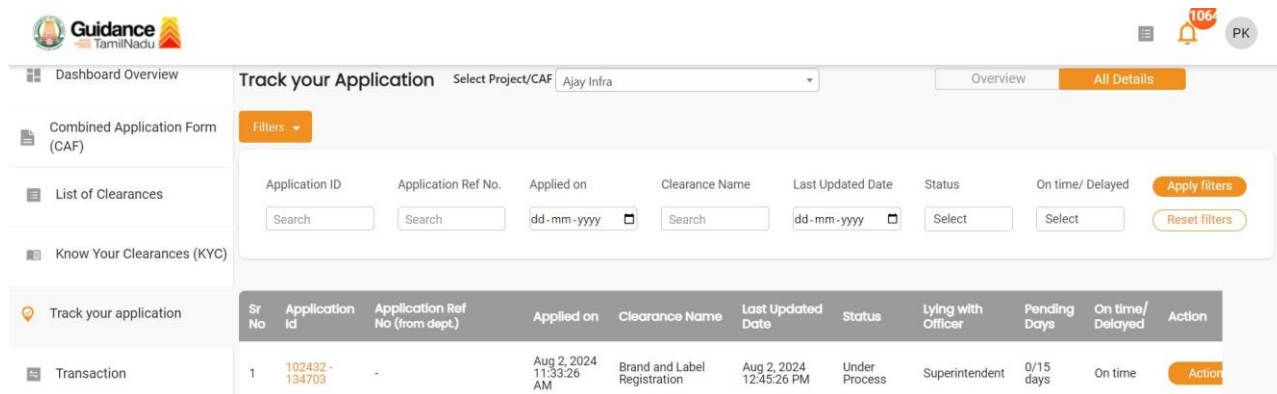 Guidance
TamilNadu
1064
PK
Dashboard Overview
Combined Application Form
(CAF)
List of Clearances
Know Your Clearances (KYC)
Track your application
Transaction
Track your Application Select Project/CAF Ajay Infra Overview All Details
Filters
Application ID Application Ref No. Applied on Clearance Name Last Updated Date Status On time/ Delayed Apply filters
Search Search dd-mm-yyyy Search dd-mm-yyyy Select Select Reset filters
Sr No Application Id Application Ref No (from dept.) Applied on Clearance Name Last Updated Date Status Lying with Officer Pending Days On time/ Delayed Action
1 102432 - 134703 - Aug 2, 2024 11:33:26 AM Brand and Label Registration Aug 2, 2024 12:45:26 PM Under Process Superintendent 0/15 days On time Action